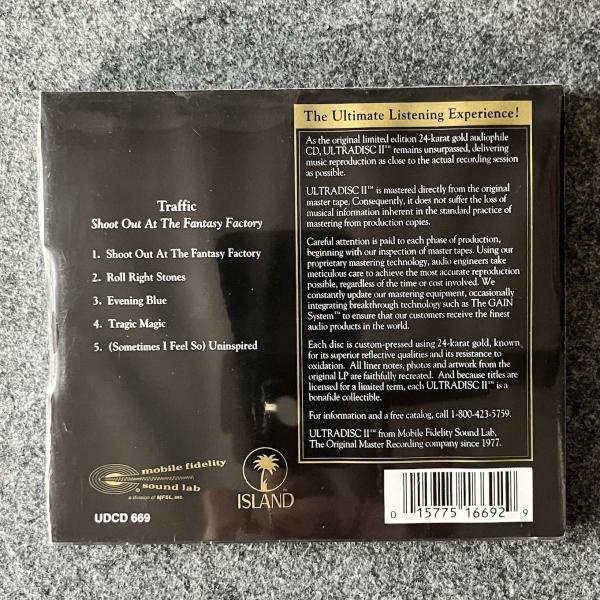 Traffic
Shoot Out At The Fantasy Factory
1. Shoot Out At The Fantasy Factory
2. Roll Right Stones
3. Evening Blue
4. Tragic Magic
5. (Sometimes I Feel So) Uninspired
The Ultimate Listening Experience!
As the original limited edition 24-karat gold audiophile
CD, ULTRADISC II™ remains unsurpassed, delivering
music reproduction as close to the actual recording session
as possible.
ULTRADISC II™ is mastered directly from the original
master tape. Consequently, it does not suffer the loss of
musical information inherent in the standard practice of
mastering from production copies.
Careful attention is paid to each phase of production,
beginning with our inspection of master tapes. Using our
proprietary mastering technology, audio engineers take
meticulous care to achieve the most accurate reproduction
possible, regardless of the time or cost involved. We
constantly update our mastering equipment, occasionally
integrating breakthrough technology such as The GAIN
System™ to ensure that our customers receive the finest
audio products in the world.
Each disc is custom-pressed using 24-karat gold, known
for its superior reflective qualities and its resistance to
oxidation. All liner notes, photos and artwork from the
original LP are faithfully recreated. And because titles are
licensed for a limited term, each ULTRADISC II™ is a
bonafide collectible.
For information and a free catalog, call 1-800-423-5759.
ULTRADISC II™ from Mobile Fidelity Sound Lab,
The Original Master Recording company since 1977.
mobile fidelity
sound lab
a division of MFSL, inc.
UDCD 669
ISLAND
0 15775 16692 9